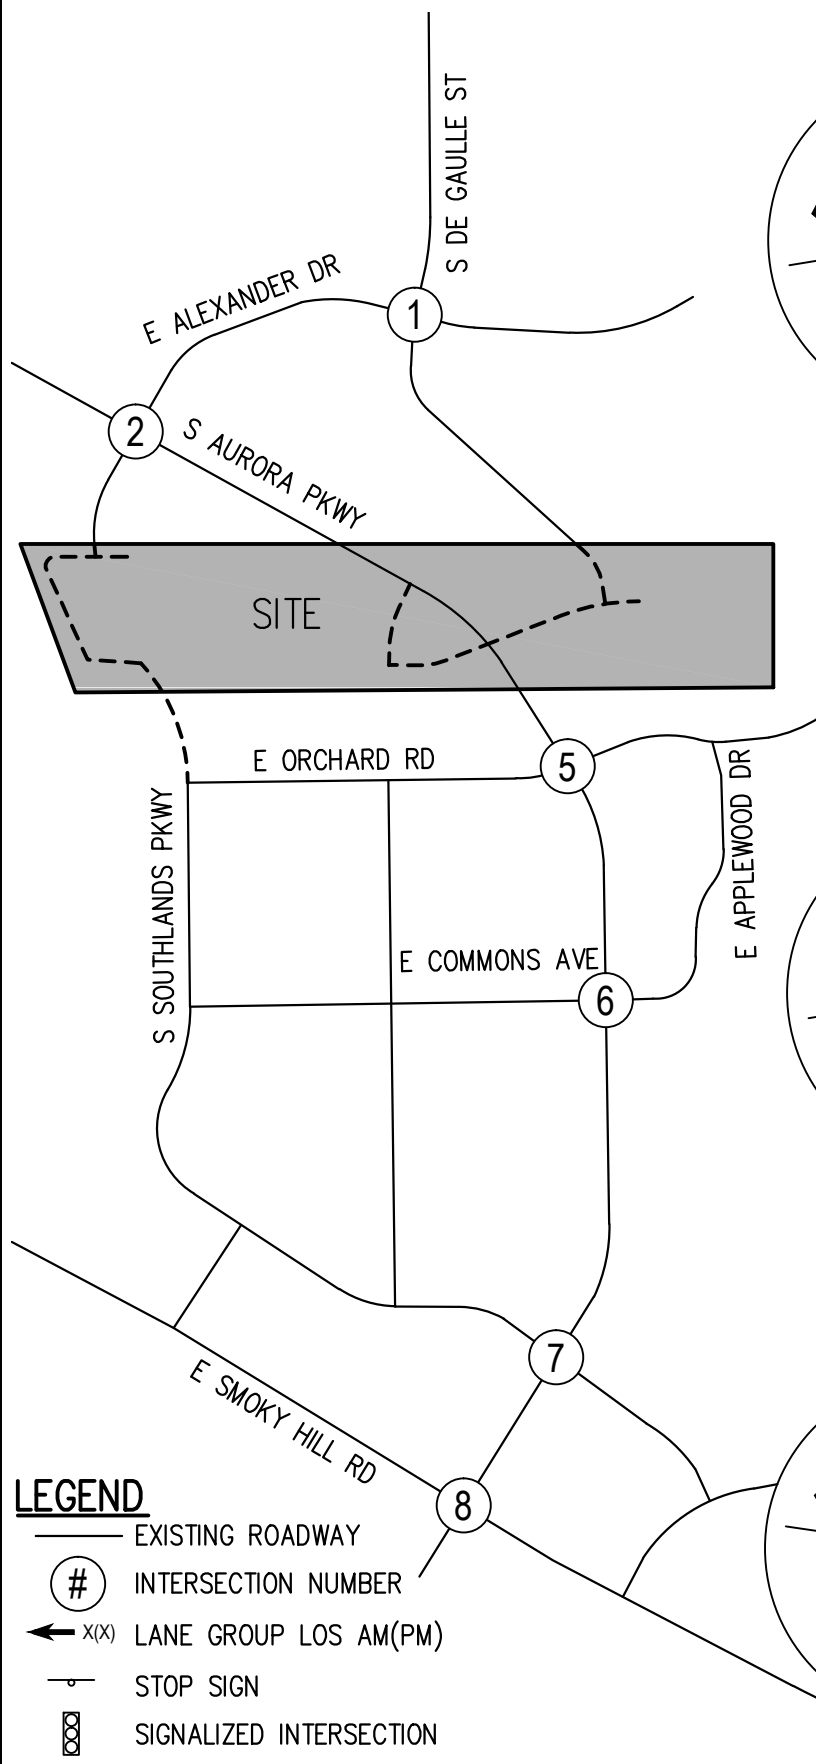 S DE GAULLE ST
E ALEXANDER DR
1
2
S AURORA PKWY
SITE
E ORCHARD RD
5
E APPLEWOOD DR
S SOUTHLANDS PKWY
E COMMONS AVE
6
7
E SMOKY HILL RD
8
LEGEND
EXISTING ROADWAY
# INTERSECTION NUMBER
X(X) LANE GROUP LOS AM(PM)
STOP SIGN
SIGNALIZED INTERSECTION